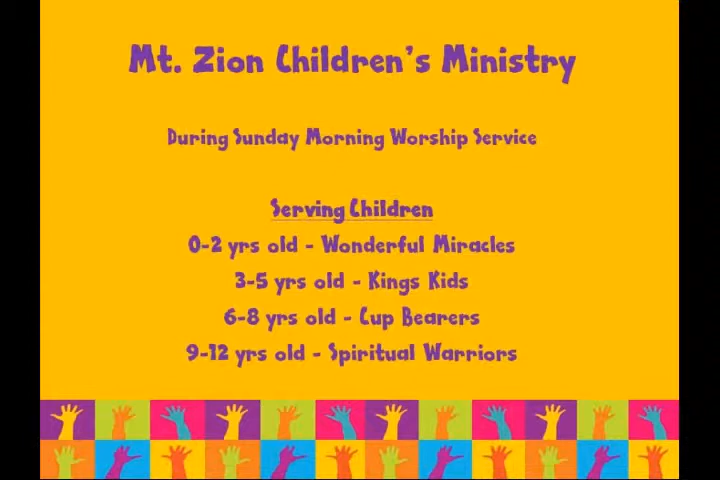 Mt. Zion Children's Ministry
During Sunday Morning Worship Service
Serving Children
0-2 yrs old - Wonderful Miracles
3-5 yrs old - Kings Kids
6-8 yrs old - Cup Bearers
9-12 yrs old - Spiritual Warriors